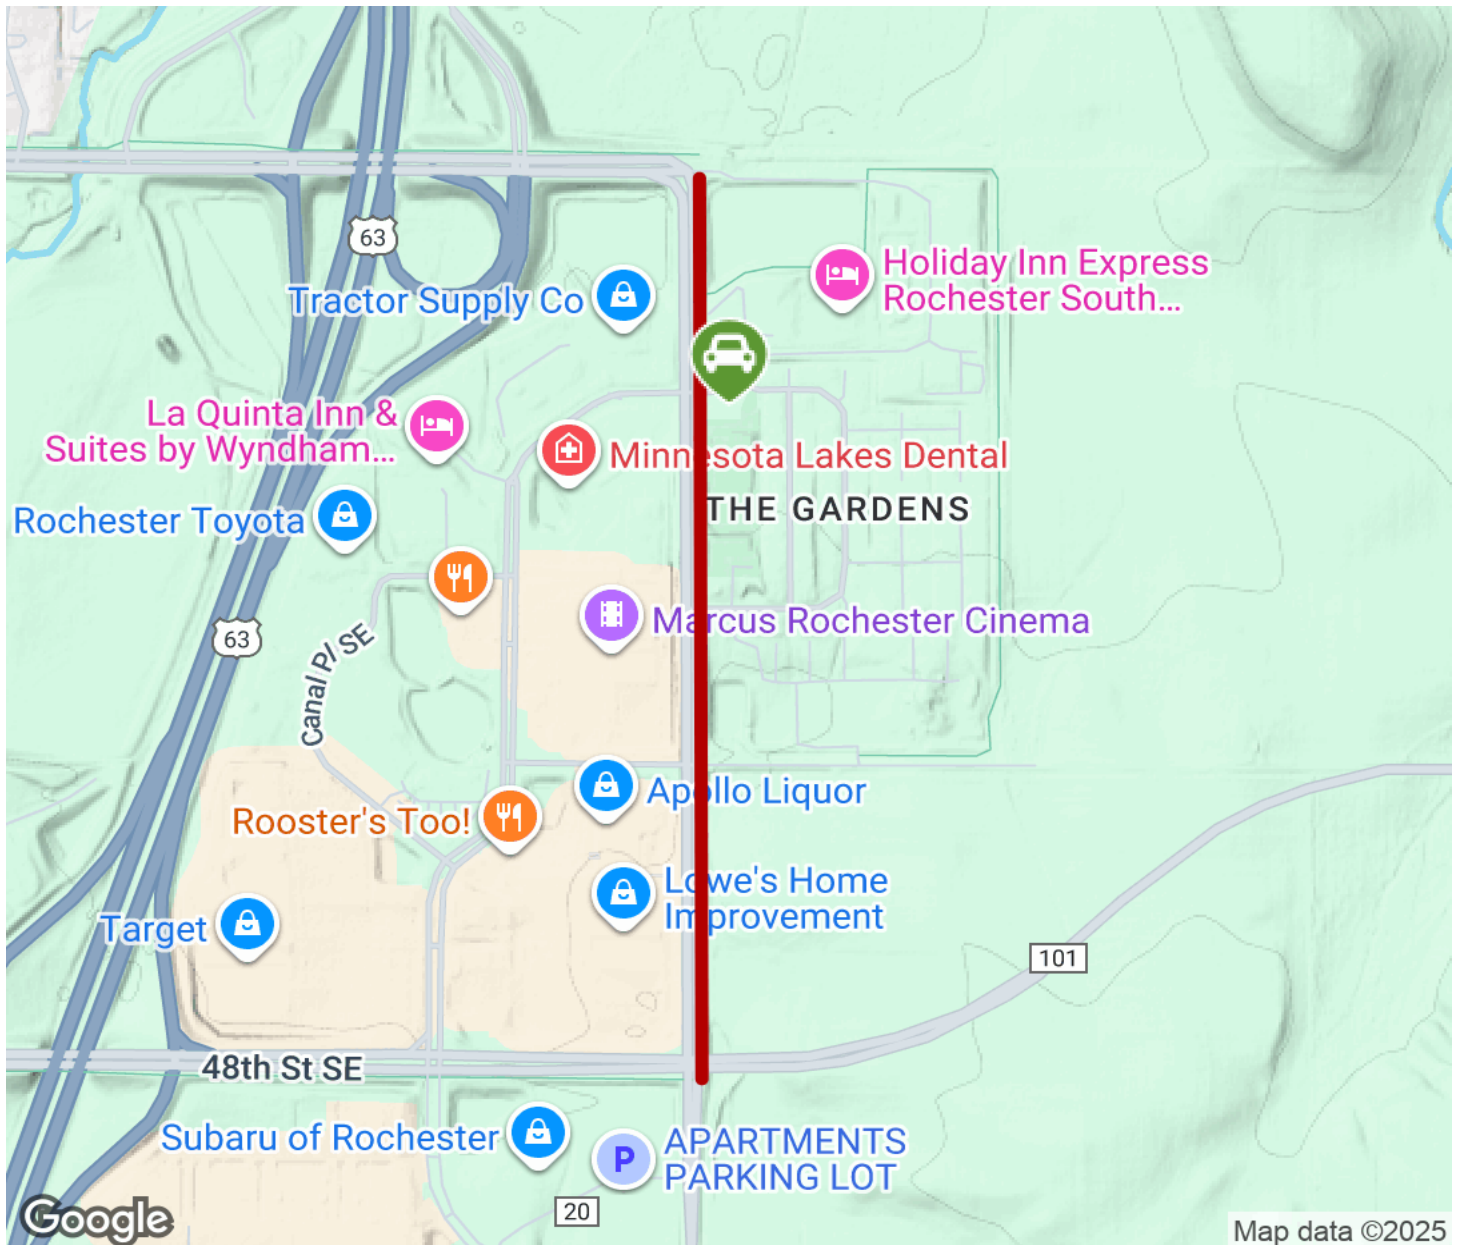 63
Holiday Inn Express
Rochester South...
Tractor Supply Co
La Quinta Inn &
Suites by Wyndham...
Minnesota Lakes Dental
THE GARDENS
Rochester Toyota
63
Marcus Rochester Cinema
Canal Pl SE
Apollo Liquor
Rooster's Too!
Lowe's Home
Improvement
Target
101
48th St SE
Subaru of Rochester
P
APARTMENTS
PARKING LOT
20
Google
Map data ©2025